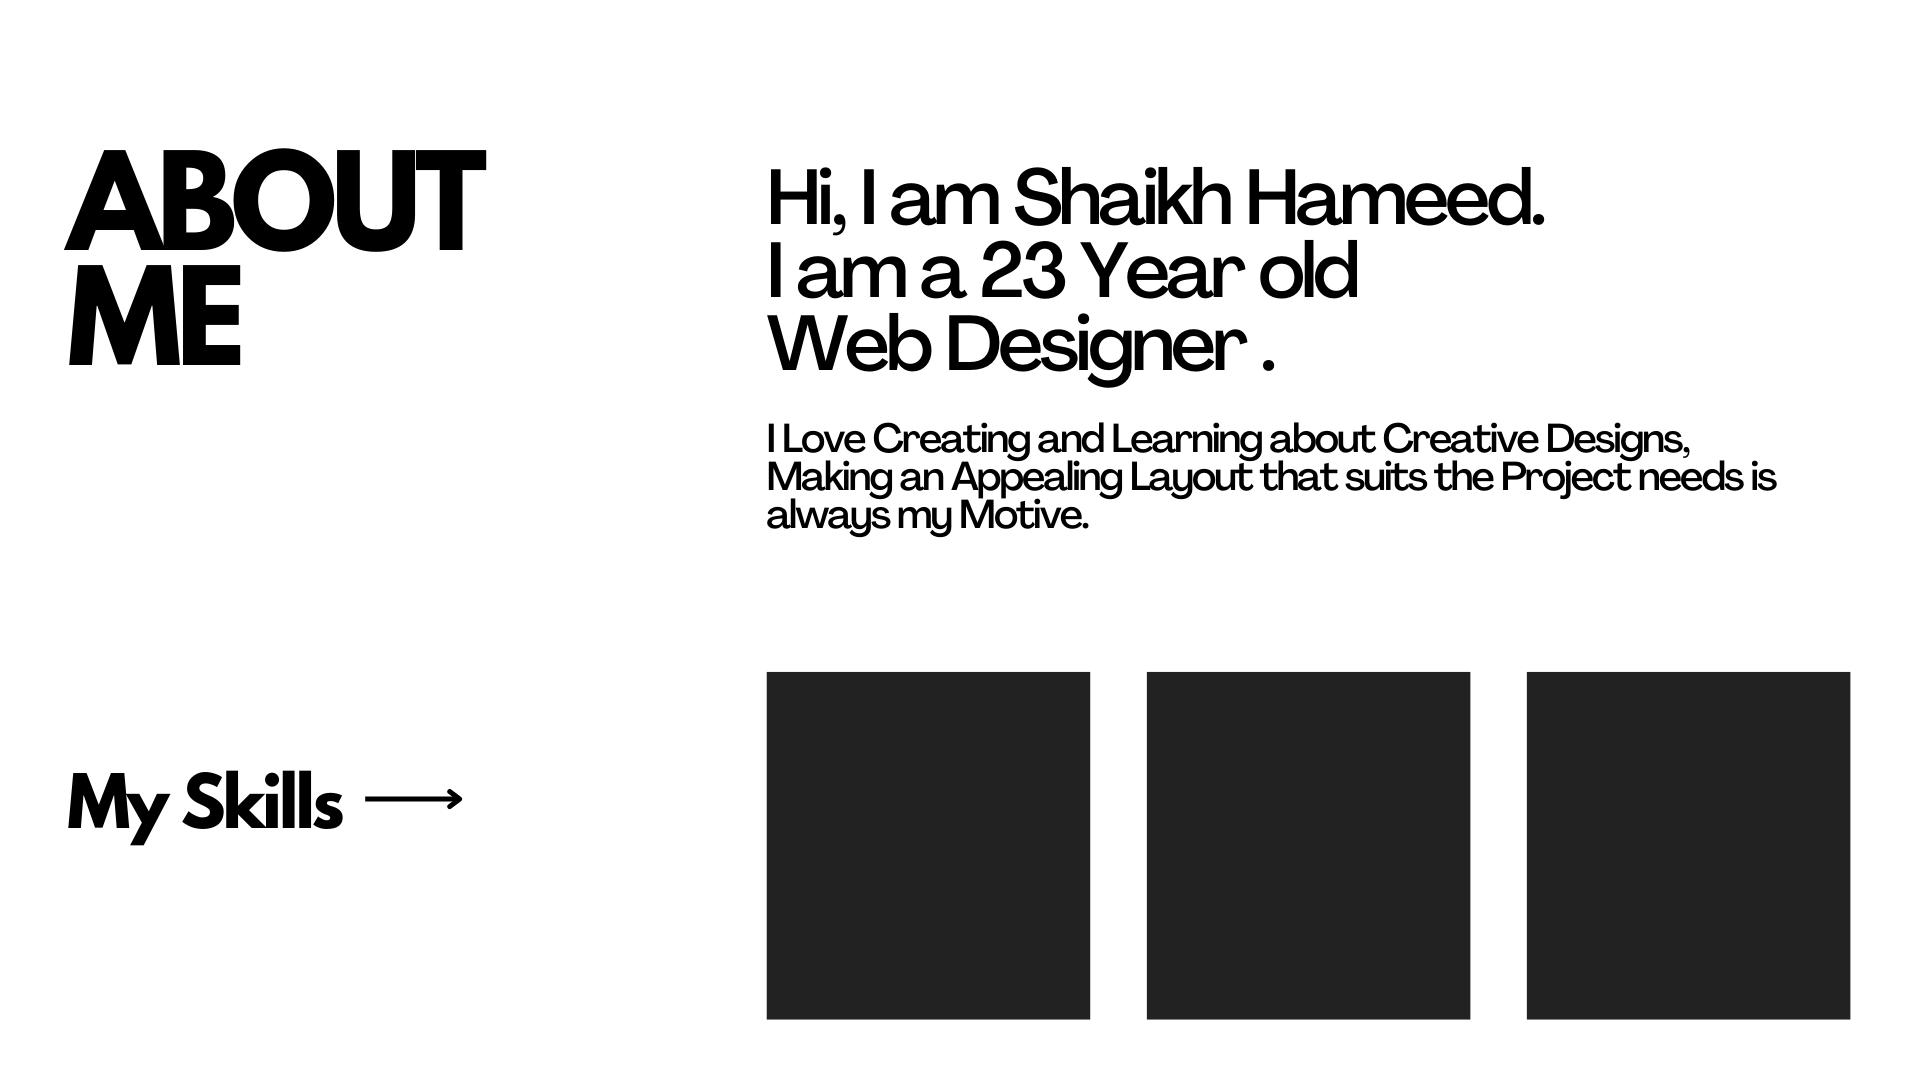 ABOUT
ME
Hi, I am Shaikh Hameed.
I am a 23 Year old
Web Designer .
I Love Creating and Learning about Creative Designs,
Making an Appealing Layout that suits the Project needs is
always my Motive.
My Skills